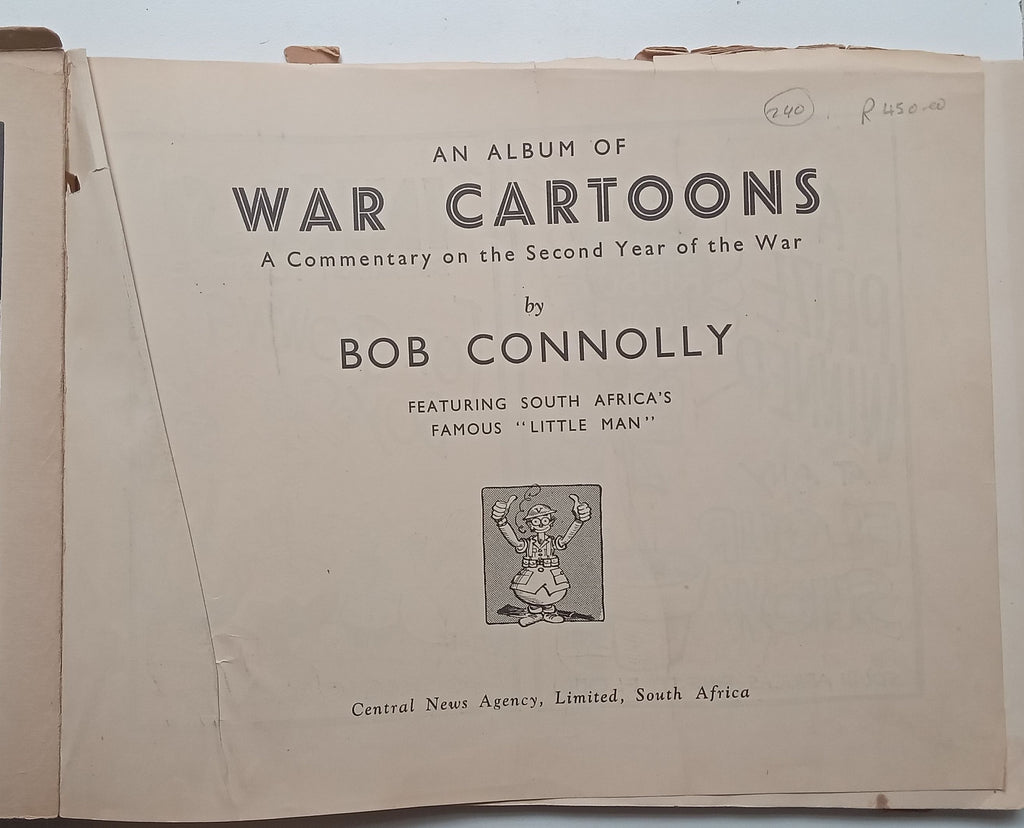 240 . R 450-00
AN ALBUM OF
WAR CARTOONS
A Commentary on the Second Year of the War
by
BOB CONNOLLY
FEATURING SOUTH AFRICA'S
FAMOUS "LITTLE MAN"
Central News Agency, Limited, South Africa